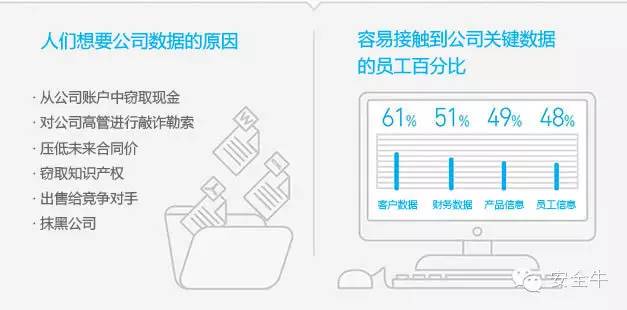 人们想要公司数据的原因
· 从公司账户中窃取现金
· 对公司高管进行敲诈勒索
· 压低未来合同价
· 窃取知识产权
· 出售给竞争对手
· 抹黑公司
W
容易接触到公司关键数据
的员工百分比
61% 51% 49% 48%
客户数据 财务数据 产品信息 员工信息
安全牛